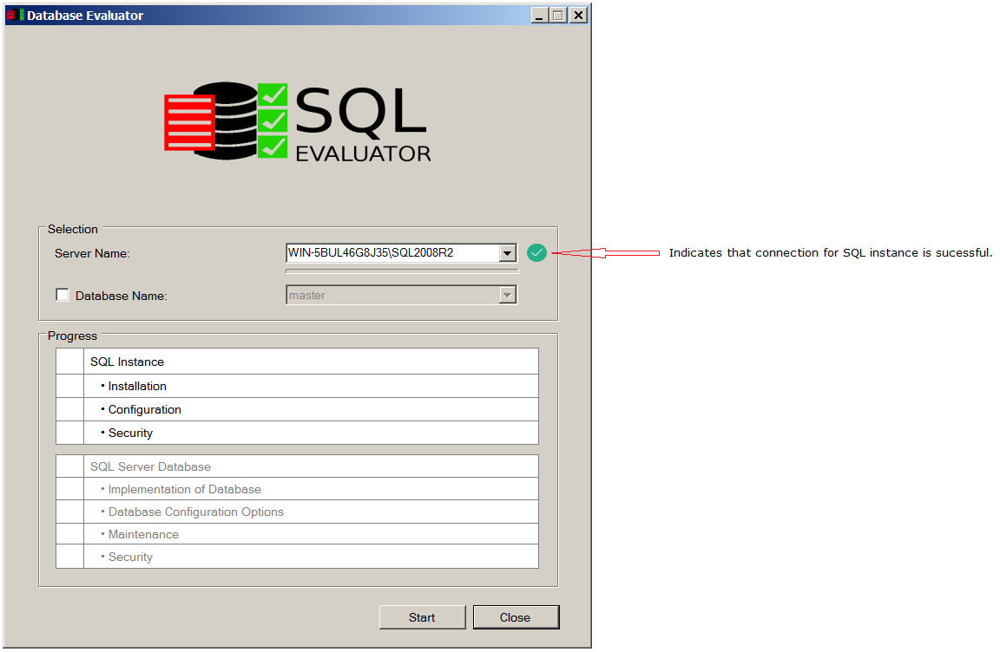 Database Evaluator
SQL
EVALUATOR
Selection
Server Name:
WIN-5BUL46G8J35\SQL2008R2
Indicates that connection for SQL instance is sucessful.
Database Name:
master
Progress
SQL Instance
• Installation
• Configuration
• Security
SQL Server Database
• Implementation of Database
• Database Configuration Options
• Maintenance
• Security
Start
Close